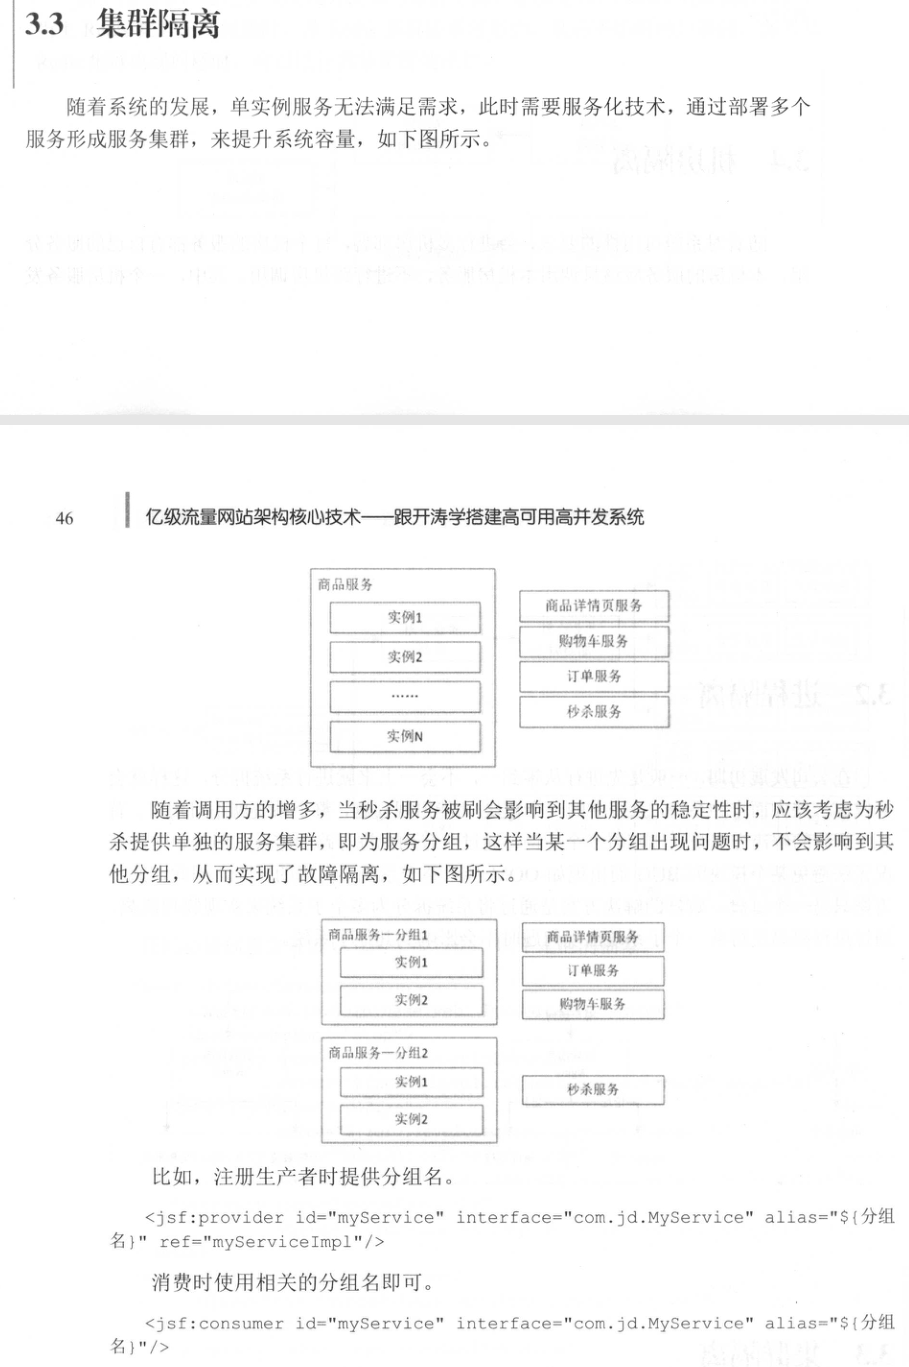 3.3 集群隔离
随着系统的发展，单实例服务无法满足需求，此时需要服务化技术，通过部署多个
服务形成服务集群，来提升系统容量，如下图所示。
46
亿级流量网站架构核心技术——跟开涛学搭建高可用高并发系统
商品服务
实例1
实例2
……
实例N
商品详情页服务
购物车服务
订单服务
秒杀服务
随着调用方的增多，当秒杀服务被刷会影响到其他服务的稳定性时，应该考虑为秒
杀提供单独的服务集群，即为服务分组，这样当某一个分组出现问题时，不会影响到其
他分组，从而实现了故障隔离，如下图所示。
商品服务—分组1
实例1
实例2
商品详情页服务
订单服务
购物车服务
商品服务—分组2
实例1
实例2
秒杀服务
比如，注册生产者时提供分组名。
<jsf:provider id="myService" interface="com.jd.MyService" alias="${分组
名}" ref="myServiceImpl"/>
消费时使用相关的分组名即可。
<jsf:consumer id="myService" interface="com.jd.MyService" alias="${分组
名}"/>